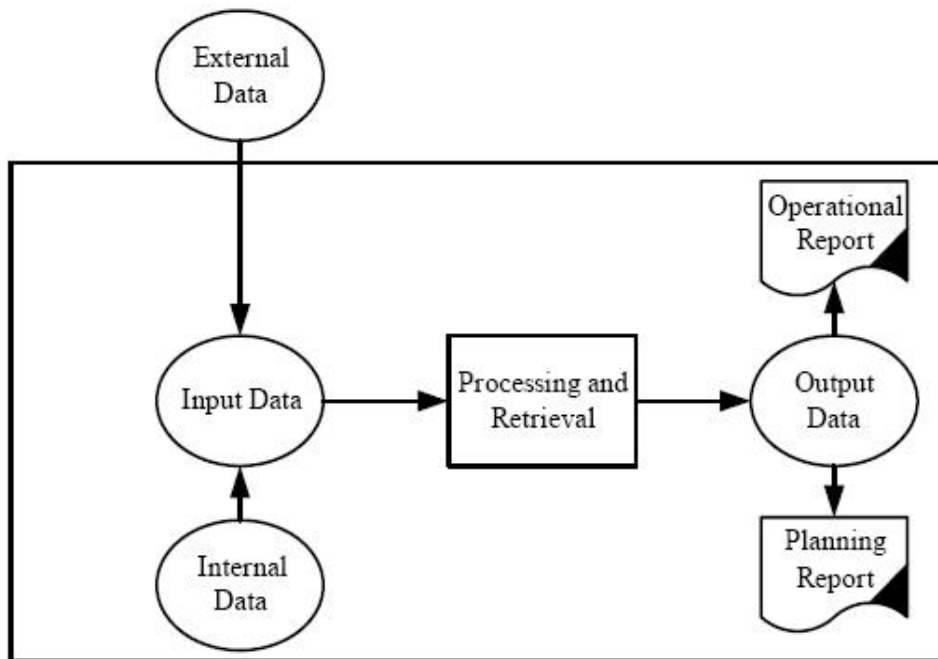 External
Data
Operational
Report
Input Data
Processing and
Retrieval
Output
Data
Internal
Data
Planning
Report